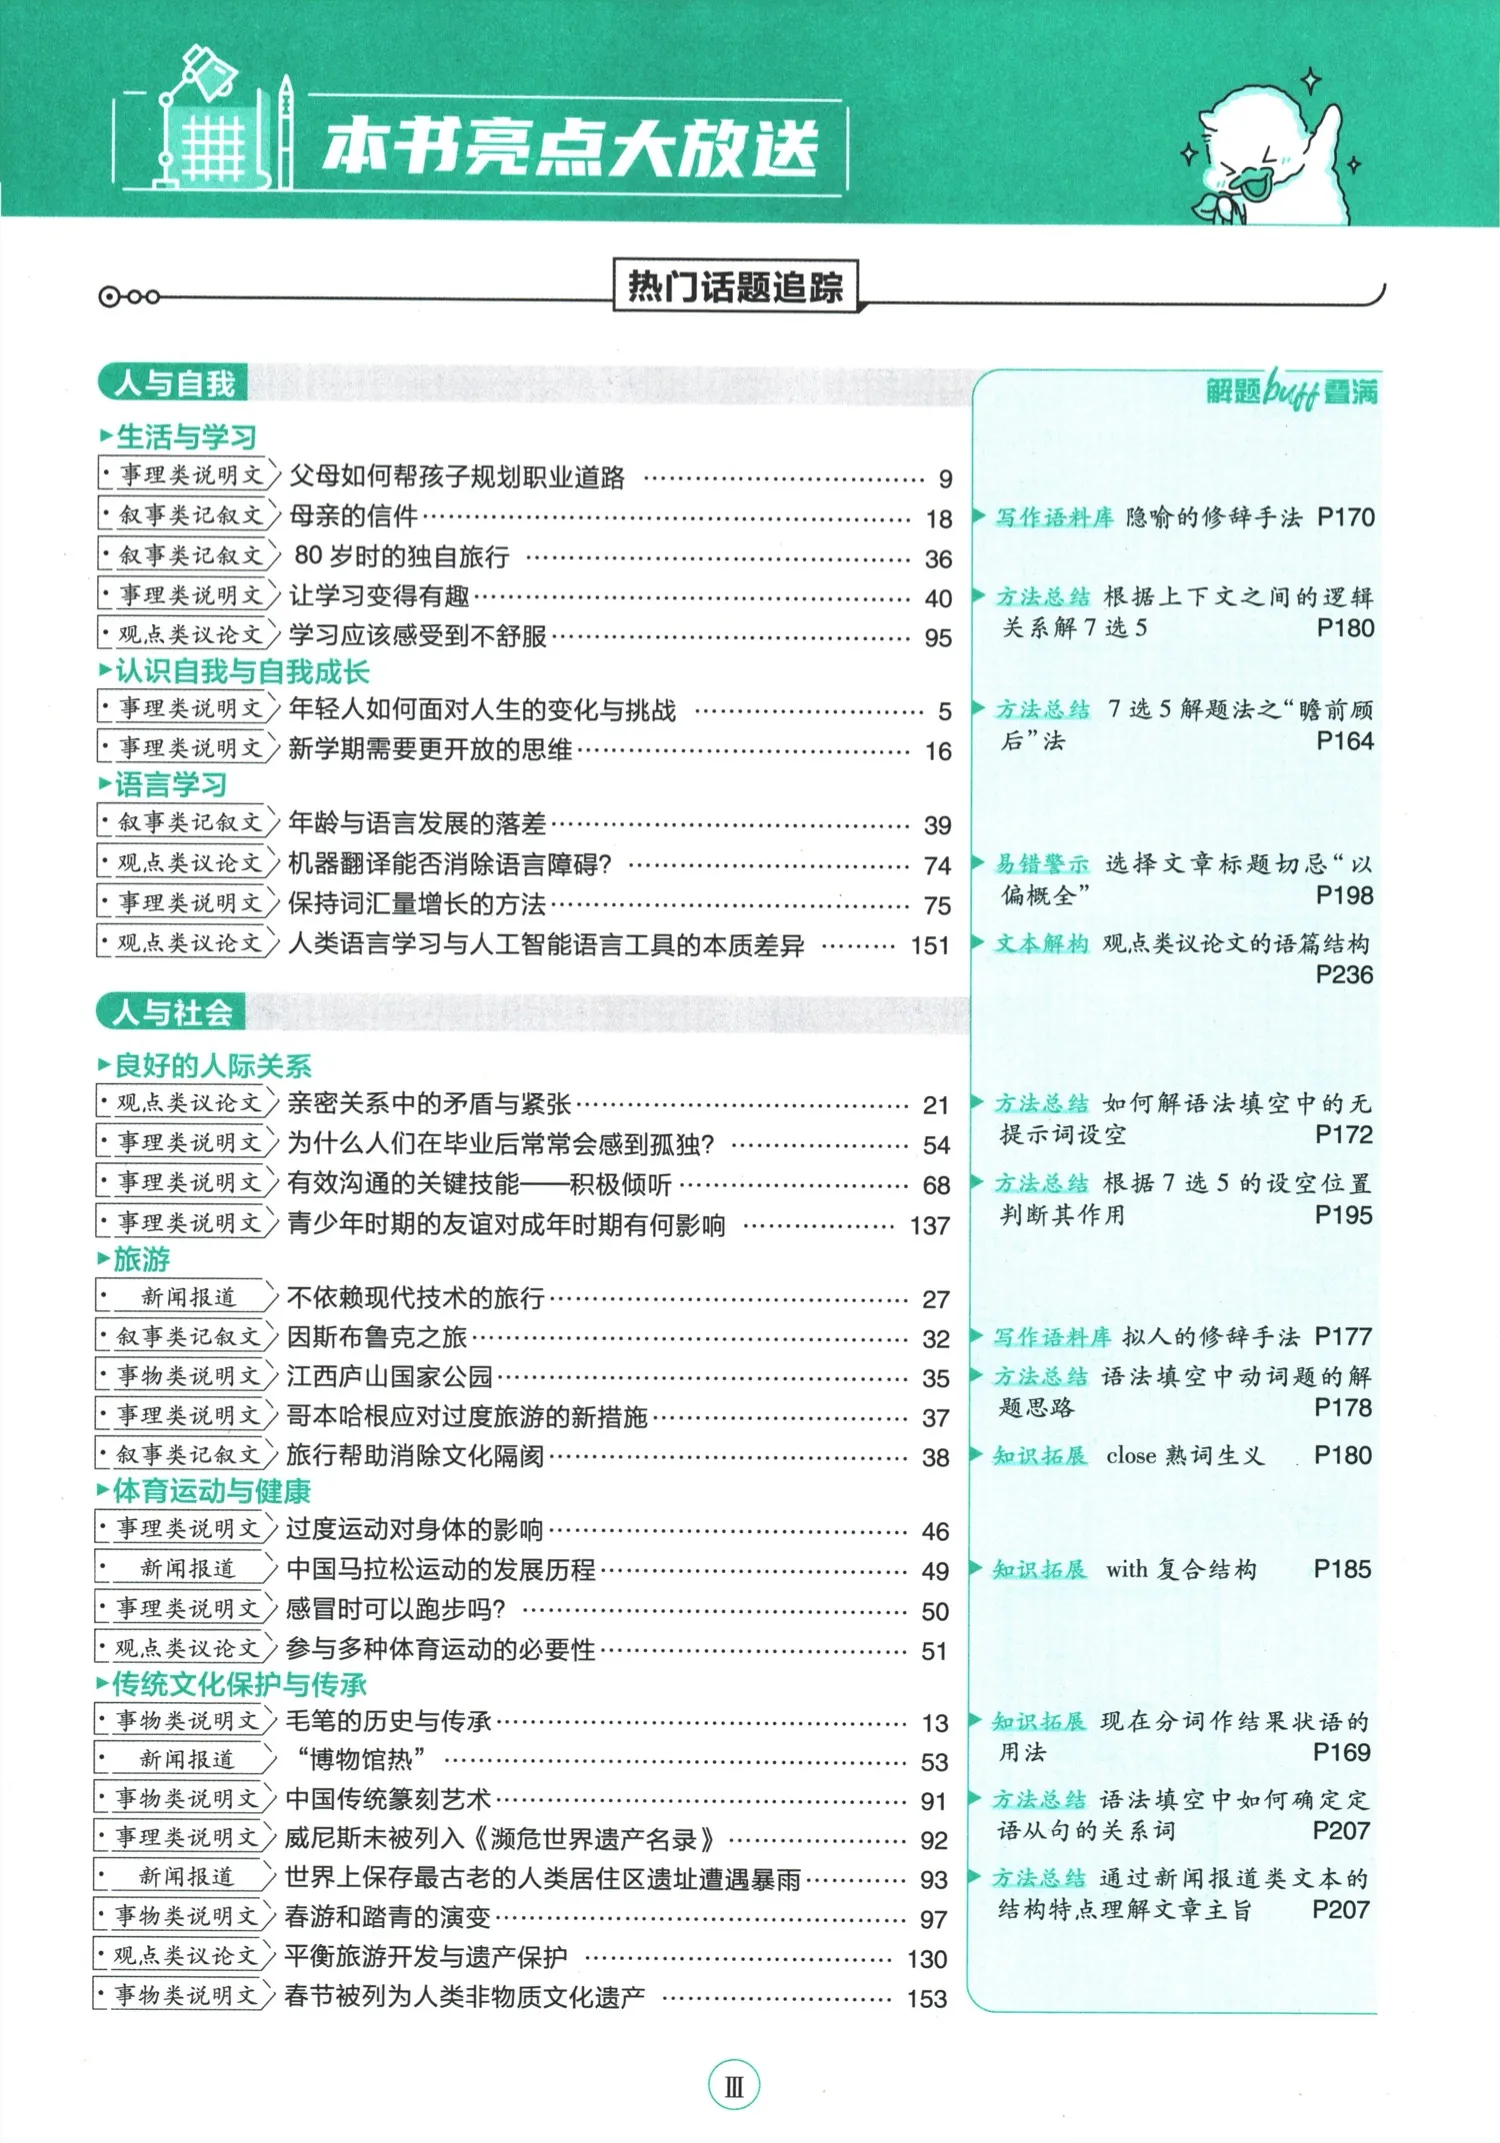 本书亮点大放送
热门话题追踪
人与自我
解题buff叠满
▸生活与学习
·事理类说明文 父母如何帮孩子规划职业道路 …… 9
·叙事类记叙文 母亲的信件 …… 18
写作语料库 隐喻的修辞手法 P170
·叙事类记叙文 80岁时的独自旅行 …… 36
·事理类说明文 让学习变得有趣 …… 40
方法总结 根据上下文之间的逻辑
关系解7选5 P180
·观点类议论文 学习应该感受到不舒服 …… 95
▸认识自我与自我成长
·事理类说明文 年轻人如何面对人生的变化与挑战 …… 5
方法总结 7选5解题法之“瞻前顾
后”法 P164
·事理类说明文 新学期需要更开放的思维 …… 16
▸语言学习
·叙事类记叙文 年龄与语言发展的落差 …… 39
·观点类议论文 机器翻译能否消除语言障碍？ …… 74
易错警示 选择文章标题切忌“以
偏概全” P198
·事理类说明文 保持词汇量增长的方法 …… 75
·观点类议论文 人类语言学习与人工智能语言工具的本质差异 …… 151
文本解构 观点类议论文的语篇结构
P236
人与社会
▸良好的人际关系
·观点类议论文 亲密关系中的矛盾与紧张 …… 21
方法总结 如何解语法填空中的无
提示词设空 P172
·事理类说明文 为什么人们在毕业后常常会感到孤独？ …… 54
·事理类说明文 有效沟通的关键技能——积极倾听 …… 68
方法总结 根据7选5的设空位置
判断其作用 P195
·事理类说明文 青少年时期的友谊对成年时期有何影响 …… 137
▸旅游
·新闻报道 不依赖现代技术的旅行 …… 27
·叙事类记叙文 因斯布鲁克之旅 …… 32
写作语料库 拟人的修辞手法 P177
·事物类说明文 江西庐山国家公园 …… 35
方法总结 语法填空中动词题的解
题思路 P178
·事理类说明文 哥本哈根应对过度旅游的新措施 …… 37
·叙事类记叙文 旅行帮助消除文化隔阂 …… 38
知识拓展 close熟词生义 P180
▸体育运动与健康
·事理类说明文 过度运动对身体的影响 …… 46
·新闻报道 中国马拉松运动的发展历程 …… 49
知识拓展 with复合结构 P185
·事理类说明文 感冒时可以跑步吗？ …… 50
·观点类议论文 参与多种体育运动的必要性 …… 51
▸传统文化保护与传承
·事物类说明文 毛笔的历史与传承 …… 13
知识拓展 现在分词作结果状语的
用法 P169
·新闻报道 “博物馆热” …… 53
·事物类说明文 中国传统篆刻艺术 …… 91
方法总结 语法填空中如何确定定
语从句的关系词 P207
·事理类说明文 威尼斯未被列入《濒危世界遗产名录》 …… 92
·新闻报道 世界上保存最古老的人类居住区遗址遭遇暴雨 …… 93
方法总结 通过新闻报道类文本的
结构特点理解文章主旨 P207
·事物类说明文 春游和踏青的演变 …… 97
·观点类议论文 平衡旅游开发与遗产保护 …… 130
·事物类说明文 春节被列为人类非物质文化遗产 …… 153
Ⅲ